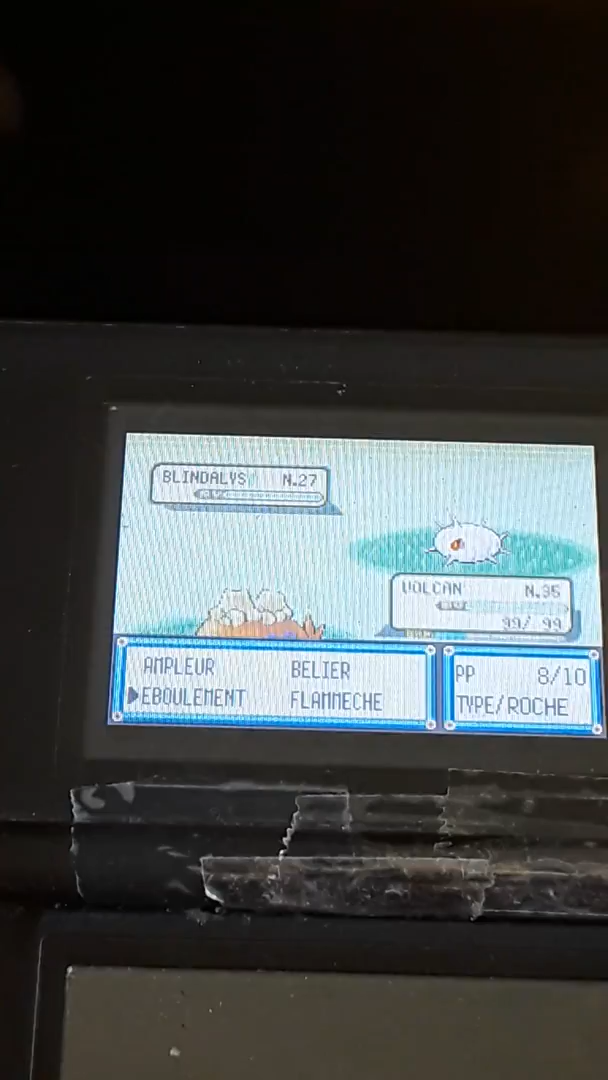 BLINDALYS N.27
VOLCAN N.35
99/ 99
AMPLEUR BELIER
EBOULEMENT FLAMMECHE
PP 8/10
TYPE/ROCHE